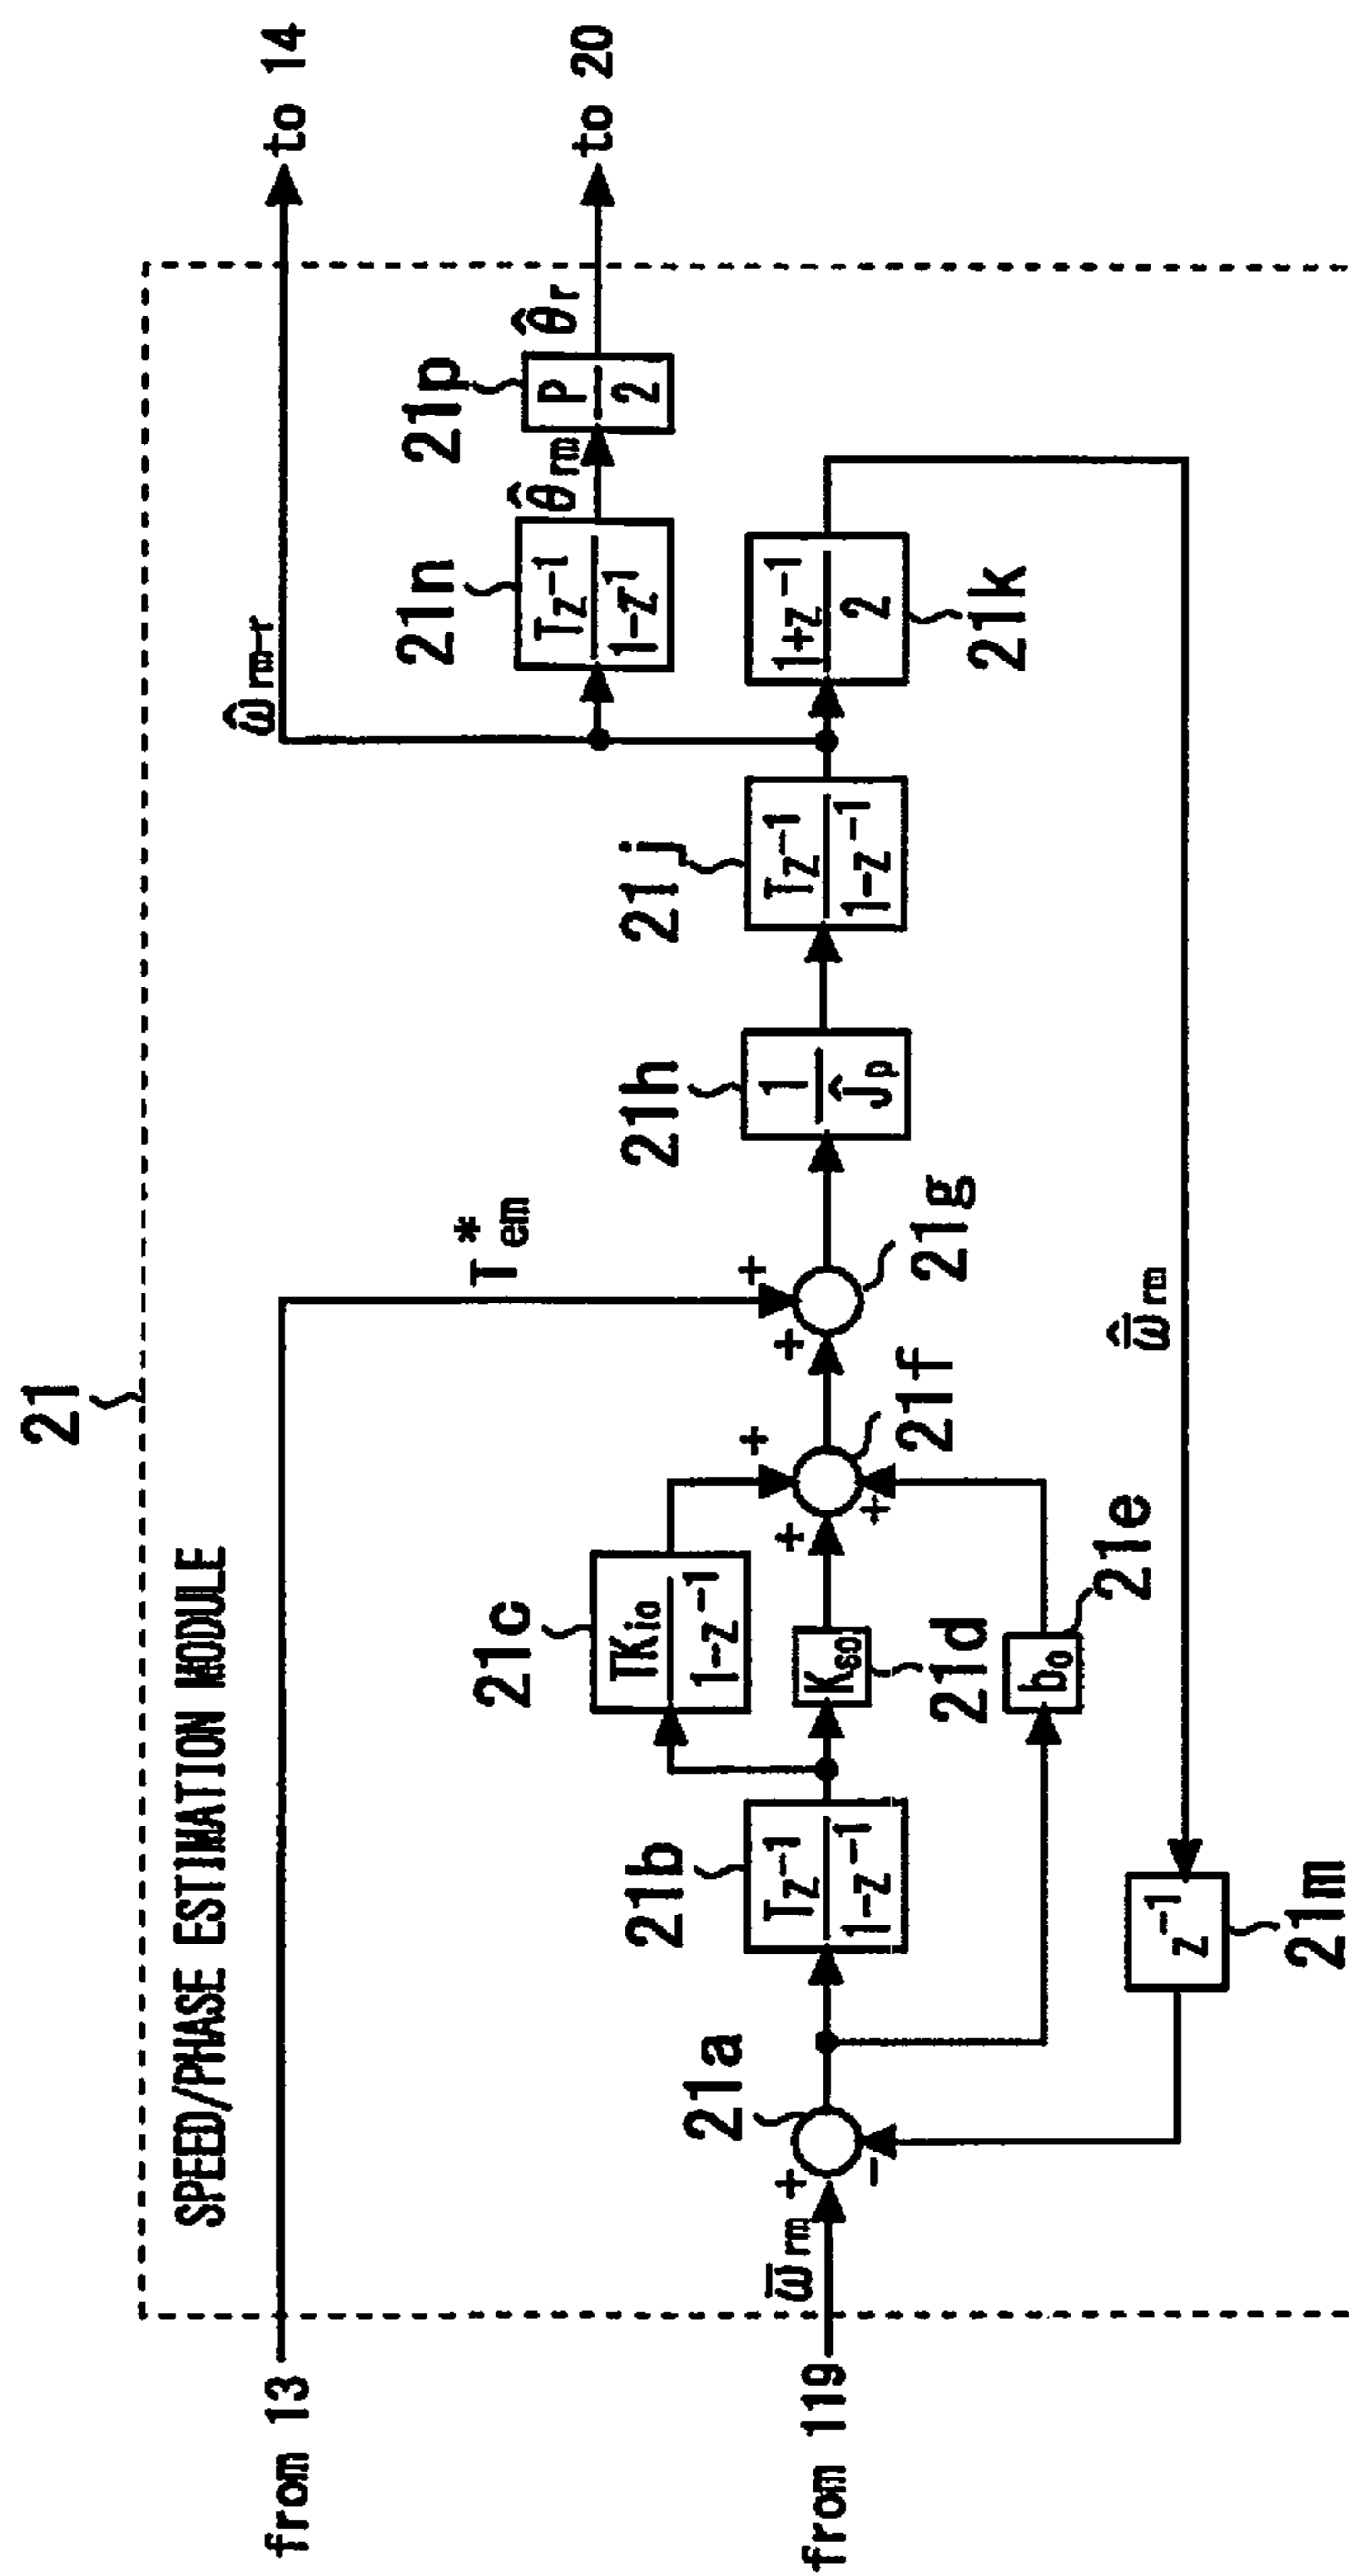 21
SPEED/PHASE ESTIMATION MODULE
from 13
T*em
ω̂rm-r
to 14
from 119
ω̄rm
+
-
21a
21b
Tz⁻¹
1-z⁻¹
21c
TKio
1-z⁻¹
Kso
21d
bo
21e
+
+
+
21f
+
+
21g
21h
1
Ĵp
21j
Tz⁻¹
1-z⁻¹
21n
Tz⁻¹
1-z¹
θ̂rm
21p
P
2
θ̂r
to 20
1+z⁻¹
2
21k
ω̄̂rm
z⁻¹
21m